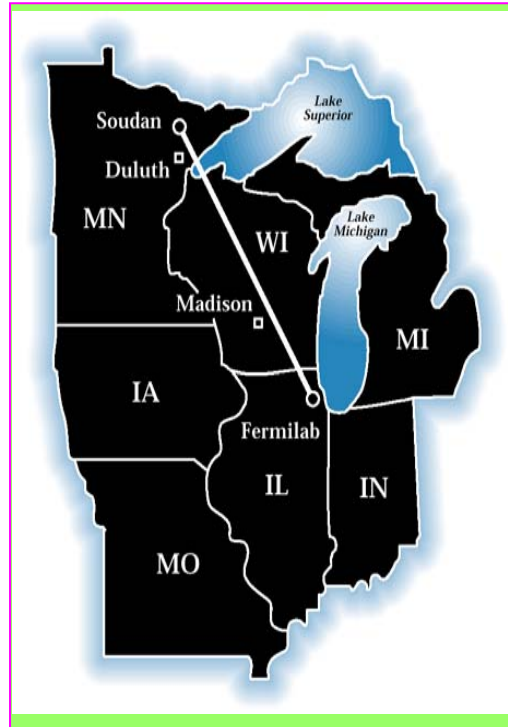 Lake
Superior
Soudan
Duluth
MN
Lake
Michigan
WI
Madison
MI
IA
Fermilab
IL
IN
MO